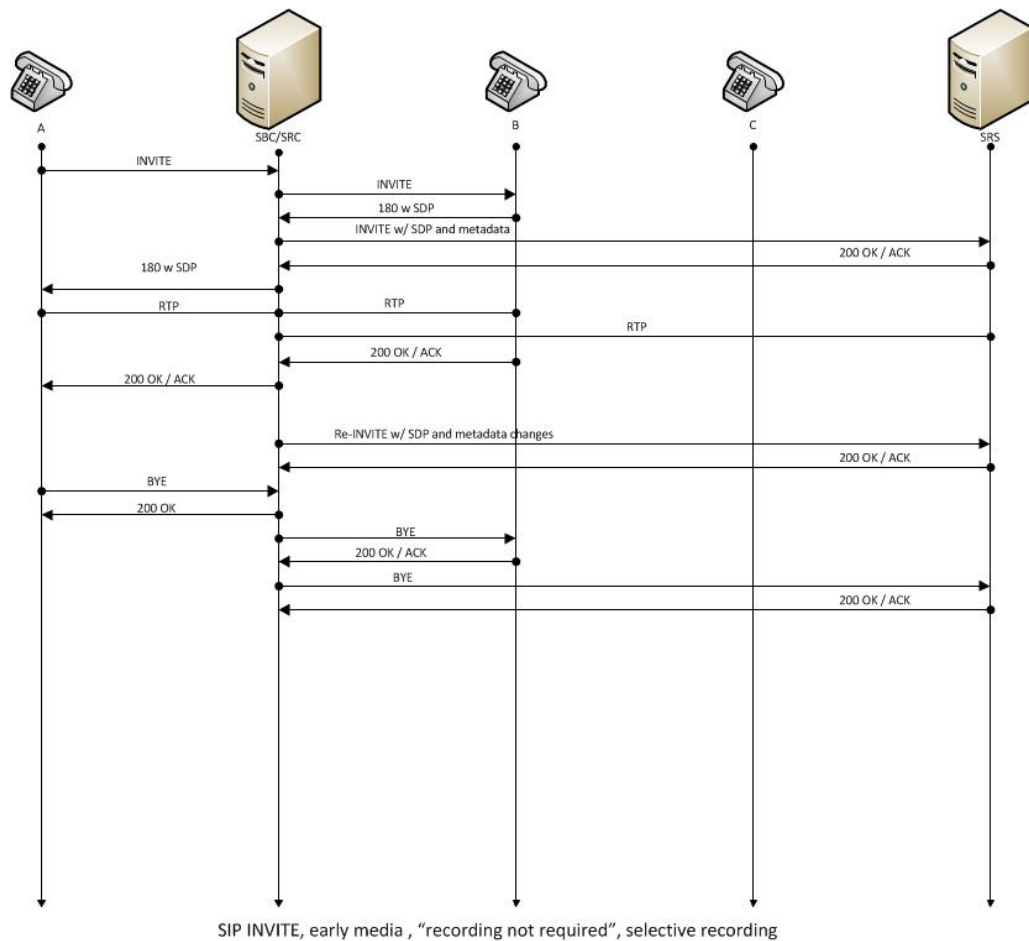 A
SBC/SRC
B
C
SRS
INVITE
INVITE
180 w SDP
INVITE w/ SDP and metadata
200 OK / ACK
180 w SDP
RTP
RTP
RTP
200 OK / ACK
200 OK / ACK
Re-INVITE w/ SDP and metadata changes
200 OK / ACK
BYE
200 OK
BYE
200 OK / ACK
BYE
200 OK / ACK
SIP INVITE, early media , “recording not required”, selective recording